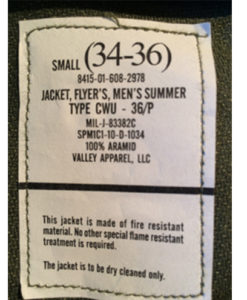 SMALL (34-36)
8415-01-608-2978
JACKET, FLYER'S, MEN'S SUMMER
TYPE CWU - 36/P
MIL-J-83382C
SPM1C1-10-D-1034
100% ARAMID
VALLEY APPAREL, LLC
This jacket is made of fire resistant
material. No other special flame resistant
treatment is required.
The jacket is to be dry cleaned only.